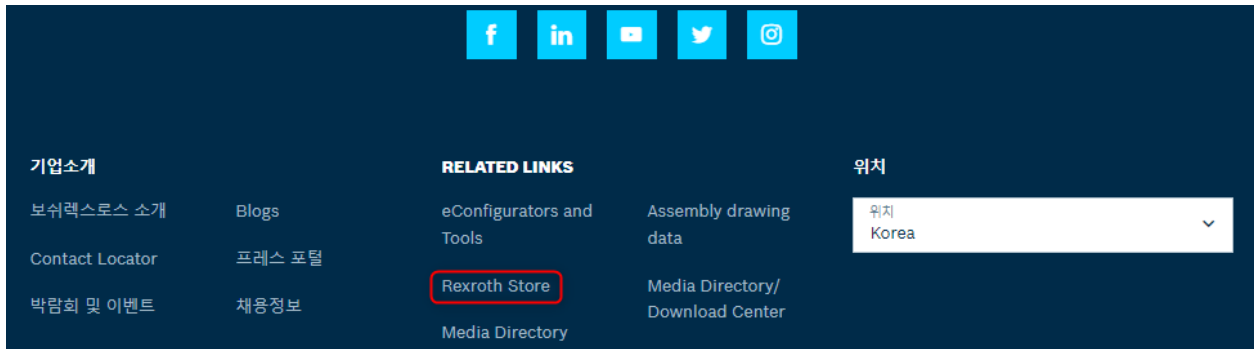 기업소개
보쉬렉스로스 소개
Contact Locator
박람회 및 이벤트
Blogs
프레스 포털
채용정보
RELATED LINKS
eConfigurators and
Tools
Rexroth Store
Media Directory
Assembly drawing
data
Media Directory/
Download Center
위치
위치
Korea